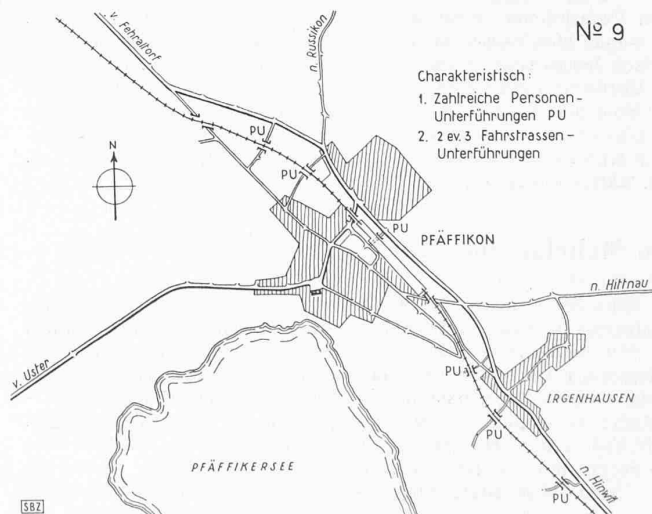 Nº 9
v. Fehraltorf
n. Russikon
Charakteristisch:
1. Zahlreiche Personen-
Unterführungen PU
2. 2 ev. 3 Fahrstrassen-
Unterführungen
N
PU
PU
PU
PFÄFFIKON
n. Hittnau
v. Uster
PU
IRGENHAUSEN
PU
PFÄFFIKERSEE
n. Hinwil
PU
SBZ